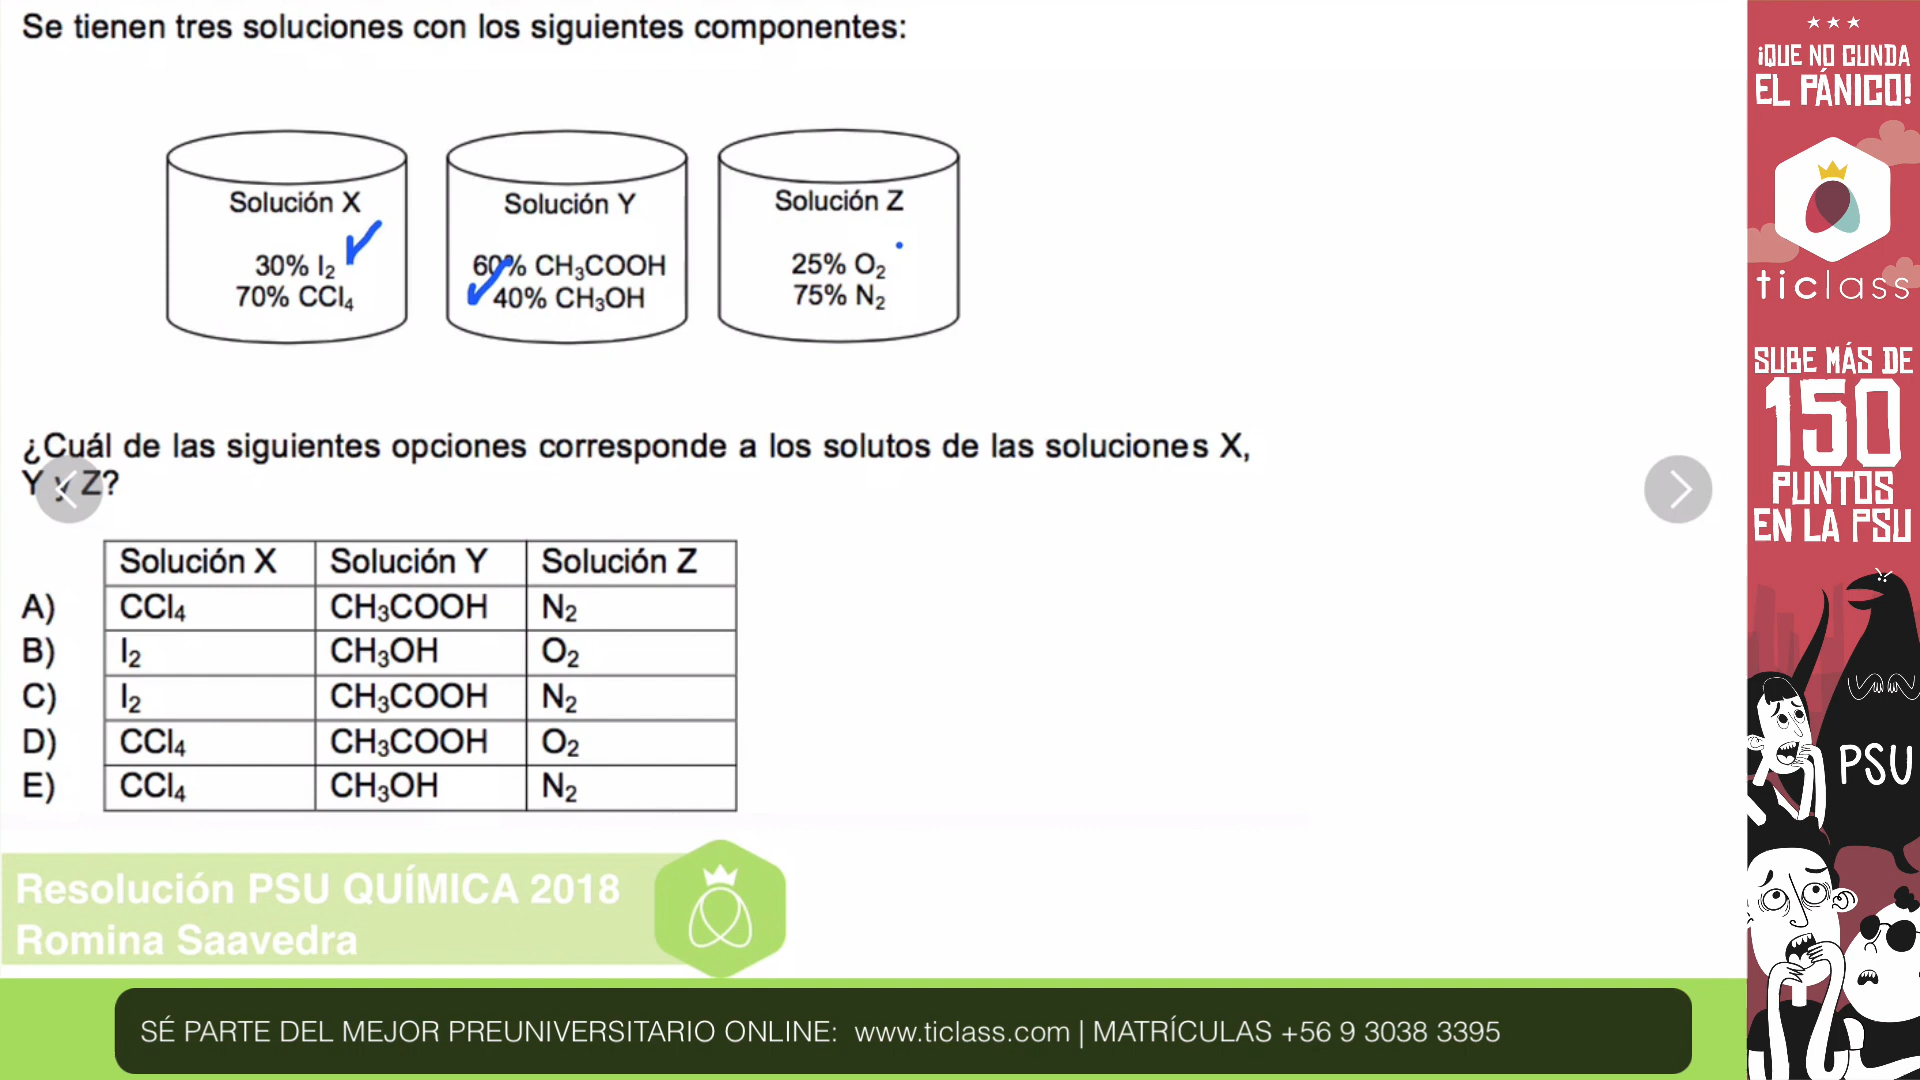 Se tienen tres soluciones con los siguientes componentes:
Solución X
30% I₂
70% CCl₄
Solución Y
60% CH₃COOH
40% CH₃OH
Solución Z
25% O₂
75% N₂
¿Cuál de las siguientes opciones corresponde a los solutos de las soluciones X,
Y y Z?
Solución X Solución Y Solución Z
A) CCl₄ CH₃COOH N₂
B) I₂ CH₃OH O₂
C) I₂ CH₃COOH N₂
D) CCl₄ CH₃COOH O₂
E) CCl₄ CH₃OH N₂
Resolución PSU QUÍMICA 2018
Romina Saavedra
SÉ PARTE DEL MEJOR PREUNIVERSITARIO ONLINE: www.ticlass.com | MATRÍCULAS +56 9 3038 3395
¡QUE NO CUNDA
EL PÁNICO!
ticlass
SUBE MÁS DE
150
PUNTOS
EN LA PSU
PSU